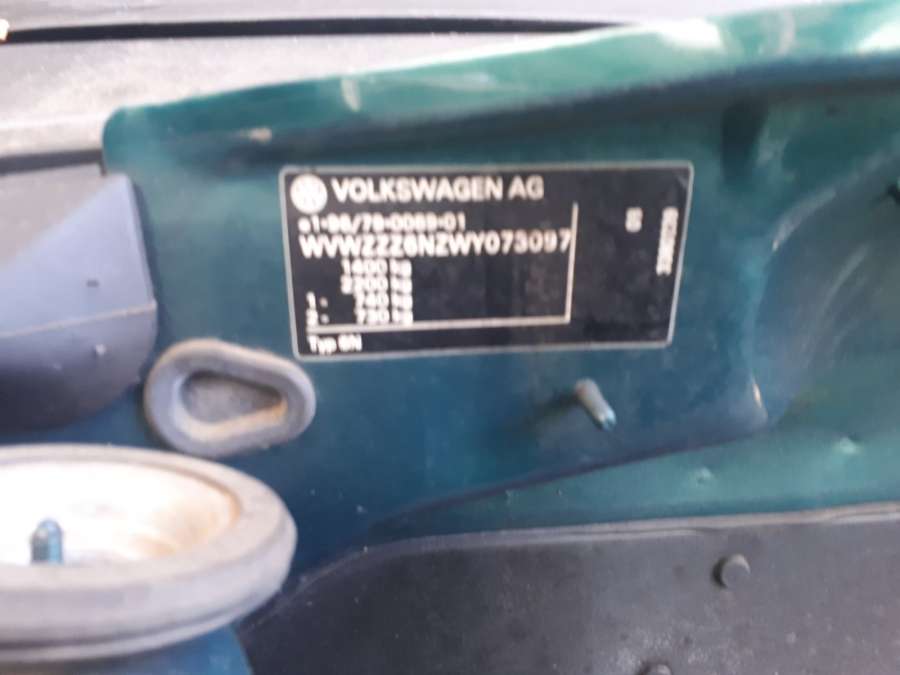 VOLKSWAGEN AG
e1-96/79-0069-01
WVWZZZ6NZWY073097
1400 kg
2200 kg
1- 740 kg
2- 730 kg
Typ 6N